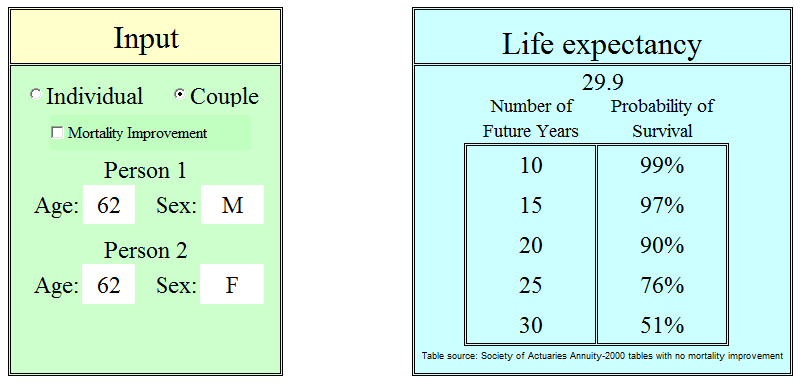 Input
Individual Couple
Mortality Improvement
Person 1
Age: 62 Sex: M
Person 2
Age: 62 Sex: F
Life expectancy
29.9
Number of Probability of
Future Years Survival
10 99%
15 97%
20 90%
25 76%
30 51%
Table source: Society of Actuaries Annuity-2000 tables with no mortality improvement